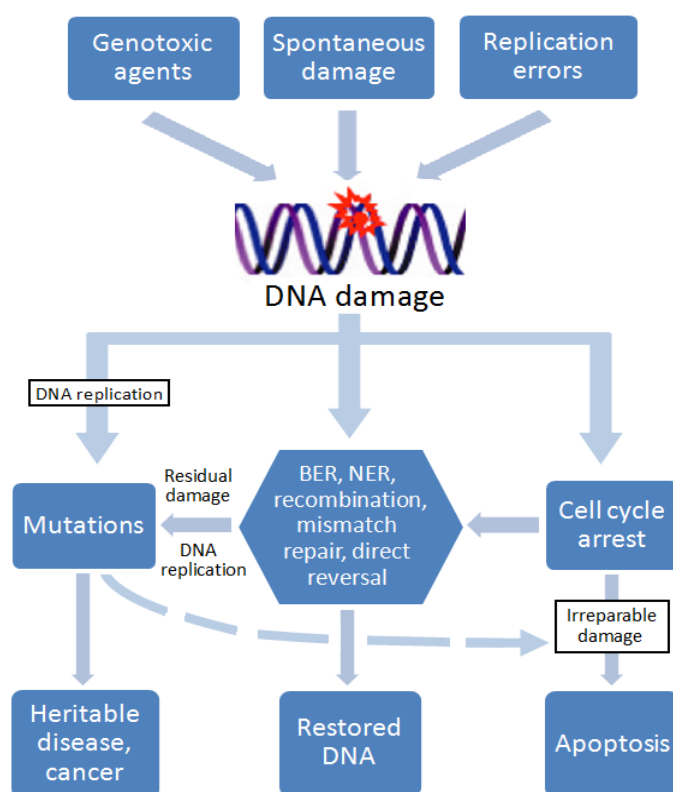 Genotoxic
agents
Spontaneous
damage
Replication
errors
DNA damage
DNA replication
Residual
damage
DNA
replication
Mutations
BER, NER,
recombination,
mismatch
repair, direct
reversal
Cell cycle
arrest
Irreparable
damage
Heritable
disease,
cancer
Restored
DNA
Apoptosis